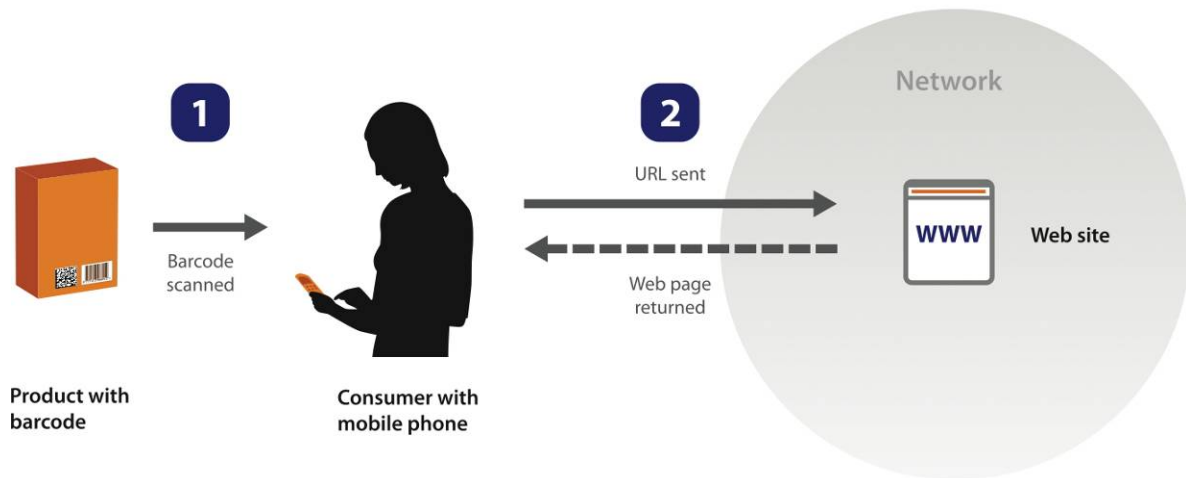 1
2
Network
URL sent
WWW
Web site
Barcode
scanned
Web page
returned
Product with
barcode
Consumer with
mobile phone